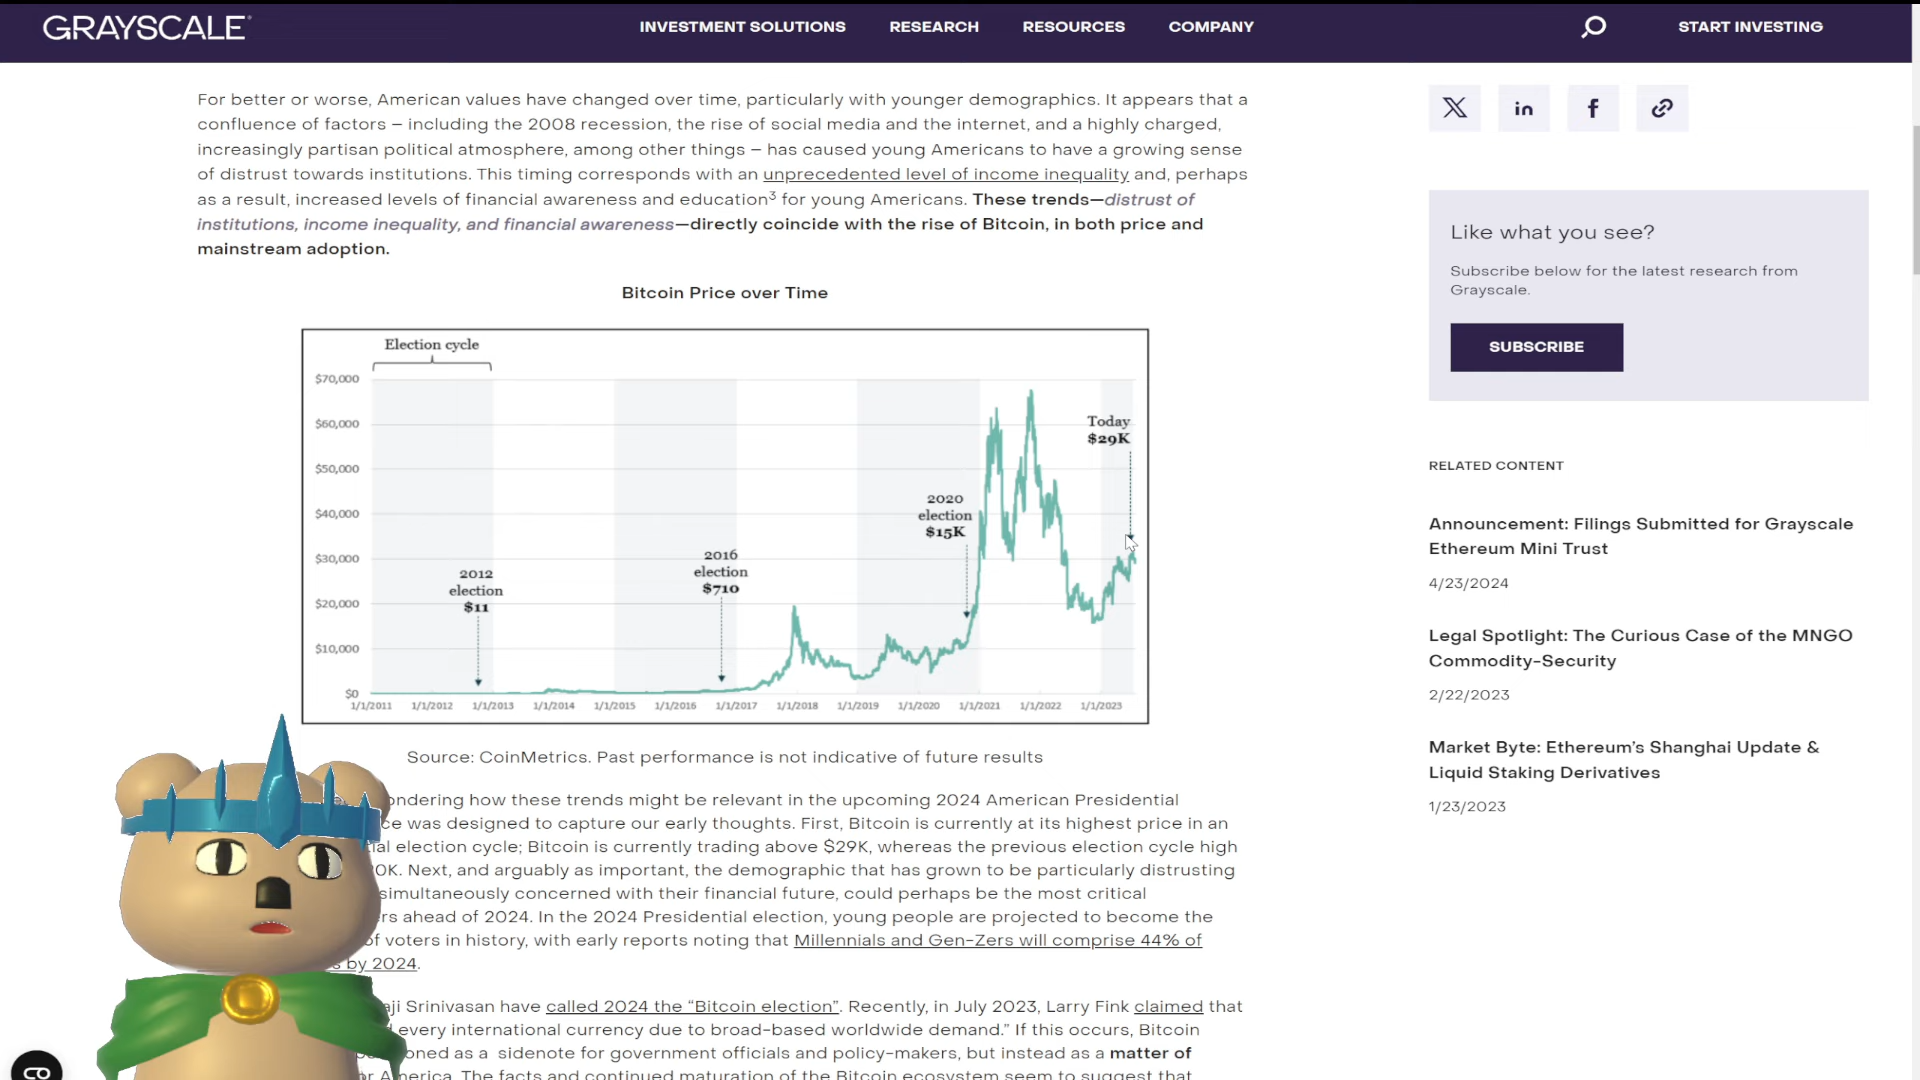 GRAYSCALE
INVESTMENT SOLUTIONS
RESEARCH
RESOURCES
COMPANY
START INVESTING
For better or worse, American values have changed over time, particularly with younger demographics. It appears that a
confluence of factors – including the 2008 recession, the rise of social media and the internet, and a highly charged,
increasingly partisan political atmosphere, among other things – has caused young Americans to have a growing sense
of distrust towards institutions. This timing corresponds with an unprecedented level of income inequality and, perhaps
as a result, increased levels of financial awareness and education³ for young Americans. These trends—distrust of
institutions, income inequality, and financial awareness—directly coincide with the rise of Bitcoin, in both price and
mainstream adoption.
Bitcoin Price over Time
Election cycle
$70,000
$60,000
$50,000
$40,000
$30,000
$20,000
$10,000
$0
2012
election
$11
2016
election
$710
2020
election
$15K
Today
$29K
1/1/2011 1/1/2012 1/1/2013 1/1/2014 1/1/2015 1/1/2016 1/1/2017 1/1/2018 1/1/2019 1/1/2020 1/1/2021 1/1/2022 1/1/2023
Source: CoinMetrics. Past performance is not indicative of future results
how these trends might be relevant in the upcoming 2024 American Presidential
was designed to capture our early thoughts. First, Bitcoin is currently at its highest price in an
election cycle; Bitcoin is currently trading above $29K, whereas the previous election cycle high
Next, and arguably as important, the demographic that has grown to be particularly distrusting
simultaneously concerned with their financial future, could perhaps be the most critical
ahead of 2024. In the 2024 Presidential election, young people are projected to become the
of voters in history, with early reports noting that Millennials and Gen-Zers will comprise 44% of
by 2024.
Srinivasan have called 2024 the “Bitcoin election”. Recently, in July 2023, Larry Fink claimed that
every international currency due to broad-based worldwide demand.” If this occurs, Bitcoin
as a sidenote for government officials and policy-makers, but instead as a matter of
America. The facts and continued maturation of the Bitcoin ecosystem seem to suggest that
X
in
f
Like what you see?
Subscribe below for the latest research from
Grayscale.
SUBSCRIBE
RELATED CONTENT
Announcement: Filings Submitted for Grayscale
Ethereum Mini Trust
4/23/2024
Legal Spotlight: The Curious Case of the MNGO
Commodity-Security
2/22/2023
Market Byte: Ethereum’s Shanghai Update &
Liquid Staking Derivatives
1/23/2023